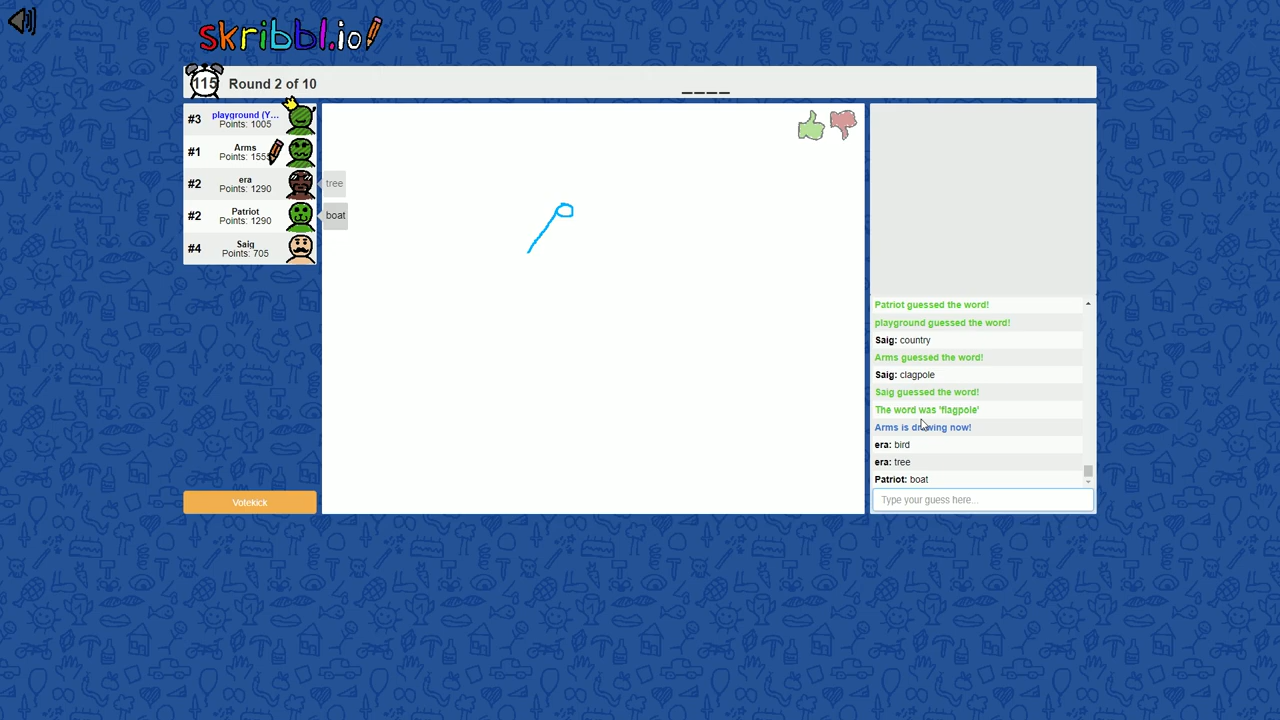 skribbl.io
115
Round 2 of 10
____
#3
playground (Y...
Points: 1005
#1
Arms
Points: 1555
#2
era
Points: 1290
tree
#2
Patriot
Points: 1290
boat
#4
Saig
Points: 705
Votekick
Patriot guessed the word!
playground guessed the word!
Saig: country
Arms guessed the word!
Saig: clagpole
Saig guessed the word!
The word was 'flagpole'
Arms is drawing now!
era: bird
era: tree
Patriot: boat
Type your guess here...